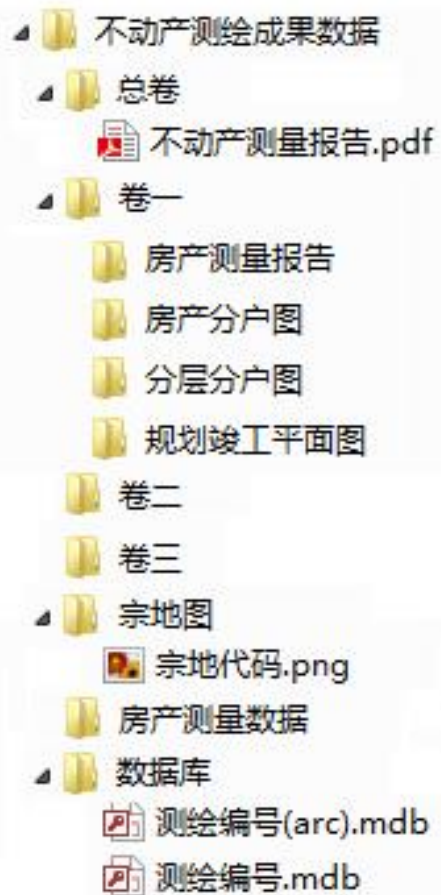 不动产测绘成果数据
总卷
不动产测量报告.pdf
卷一
房产测量报告
房产分户图
分层分户图
规划竣工平面图
卷二
卷三
宗地图
宗地代码.png
房产测量数据
数据库
测绘编号(arc).mdb
测绘编号.mdb